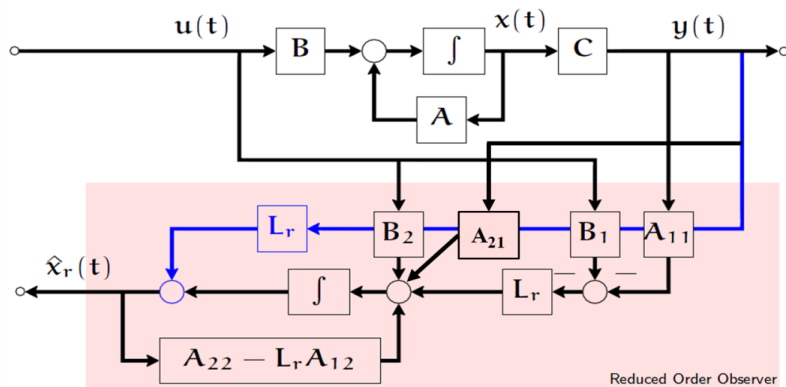 u(t) x(t) y(t)
B ∫ C
A
L_r B_2 A_21 B_1 A_11
x̂_r(t)
∫ L_r − −
A_22 − L_r A_12
Reduced Order Observer